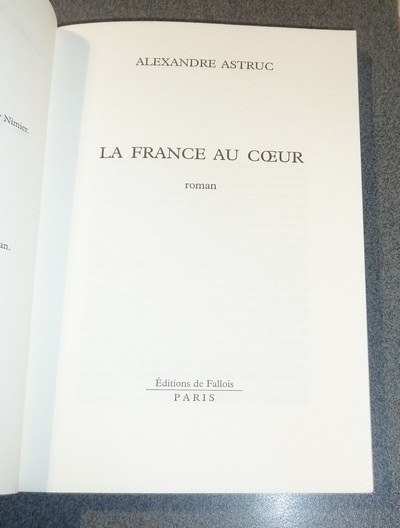 Nimier.
an.
ALEXANDRE ASTRUC
LA FRANCE AU CŒUR
roman
Éditions de Fallois
PARIS